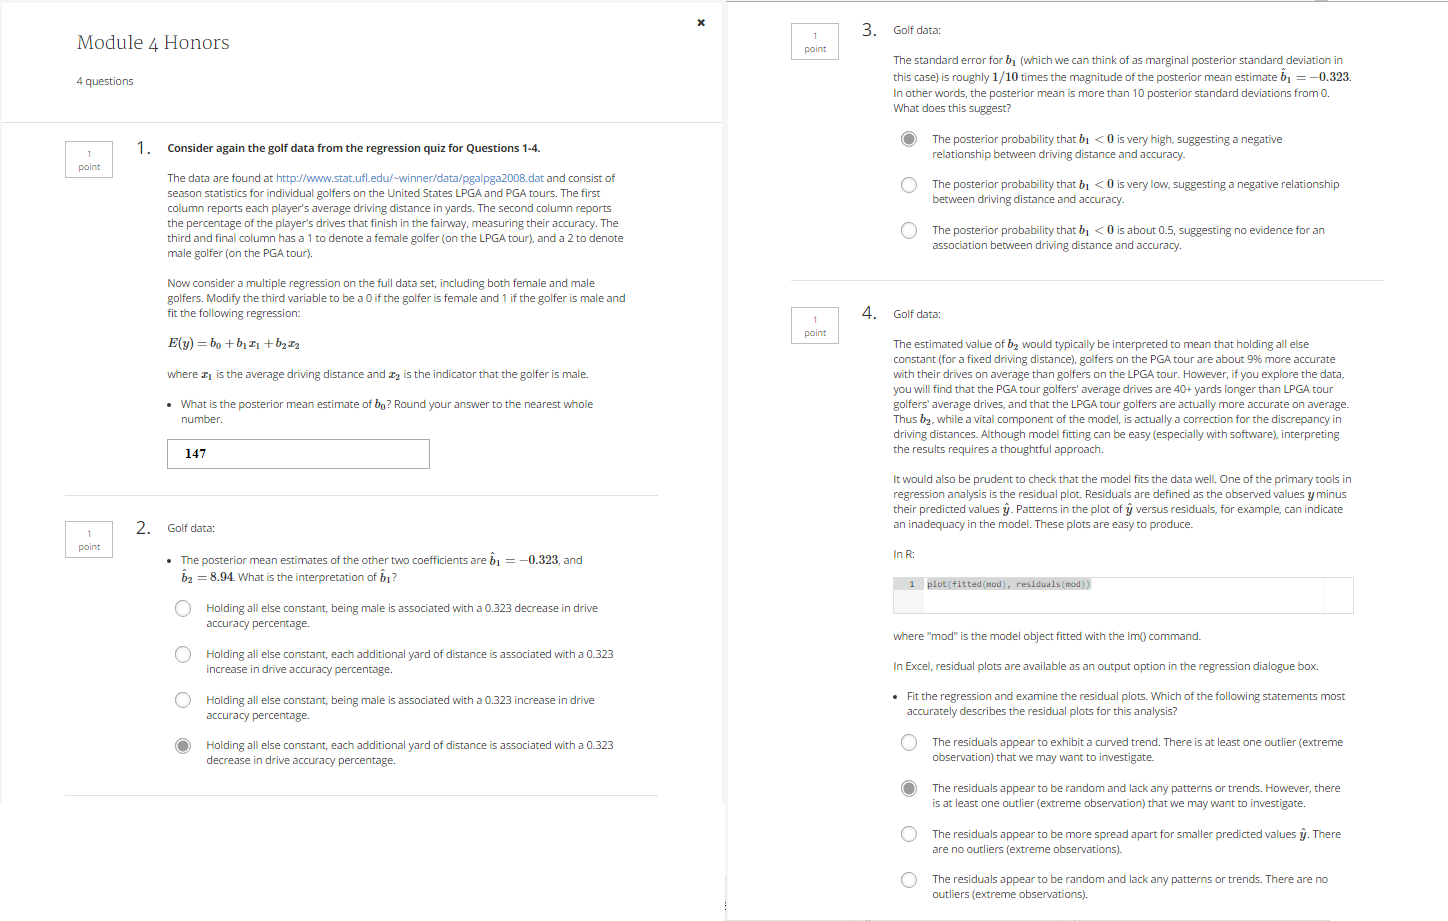 Module 4 Honors
4 questions
1
point
1. Consider again the golf data from the regression quiz for Questions 1-4.
The data are found at http://www.stat.ufl.edu/~winner/data/pgalpga2008.dat and consist of
season statistics for individual golfers on the United States LPGA and PGA tours. The first
column reports each player's average driving distance in yards. The second column reports
the percentage of the player's drives that finish in the fairway, measuring their accuracy. The
third and final column has a 1 to denote a female golfer (on the LPGA tour), and a 2 to denote
male golfer (on the PGA tour).
Now consider a multiple regression on the full data set, including both female and male
golfers. Modify the third variable to be a 0 if the golfer is female and 1 if the golfer is male and
fit the following regression:
E(y) = b₀ + b₁x₁ + b₂x₂
where x₁ is the average driving distance and x₂ is the indicator that the golfer is male.
• What is the posterior mean estimate of b₀? Round your answer to the nearest whole
number.
147
1
point
2. Golf data:
• The posterior mean estimates of the other two coefficients are b̂₁ = −0.323, and
b̂₂ = 8.94. What is the interpretation of b̂₁?
Holding all else constant, being male is associated with a 0.323 decrease in drive
accuracy percentage.
Holding all else constant, each additional yard of distance is associated with a 0.323
increase in drive accuracy percentage.
Holding all else constant, being male is associated with a 0.323 increase in drive
accuracy percentage.
Holding all else constant, each additional yard of distance is associated with a 0.323
decrease in drive accuracy percentage.
1
point
3. Golf data:
The standard error for b₁ (which we can think of as marginal posterior standard deviation in
this case) is roughly 1/10 times the magnitude of the posterior mean estimate b̂₁ = −0.323.
In other words, the posterior mean is more than 10 posterior standard deviations from 0.
What does this suggest?
The posterior probability that b₁ < 0 is very high, suggesting a negative
relationship between driving distance and accuracy.
The posterior probability that b₁ < 0 is very low, suggesting a negative relationship
between driving distance and accuracy.
The posterior probability that b₁ < 0 is about 0.5, suggesting no evidence for an
association between driving distance and accuracy.
1
point
4. Golf data:
The estimated value of b₂ would typically be interpreted to mean that holding all else
constant (for a fixed driving distance), golfers on the PGA tour are about 9% more accurate
with their drives on average than golfers on the LPGA tour. However, if you explore the data,
you will find that the PGA tour golfers' average drives are 40+ yards longer than LPGA tour
golfers' average drives, and that the LPGA tour golfers are actually more accurate on average.
Thus b₂, while a vital component of the model, is actually a correction for the discrepancy in
driving distances. Although model fitting can be easy (especially with software), interpreting
the results requires a thoughtful approach.
It would also be prudent to check that the model fits the data well. One of the primary tools in
regression analysis is the residual plot. Residuals are defined as the observed values y minus
their predicted values ŷ. Patterns in the plot of ŷ versus residuals, for example, can indicate
an inadequacy in the model. These plots are easy to produce.
In R:
1 plot(fitted(mod), residuals(mod))
where "mod" is the model object fitted with the lm() command.
In Excel, residual plots are available as an output option in the regression dialogue box.
• Fit the regression and examine the residual plots. Which of the following statements most
accurately describes the residual plots for this analysis?
The residuals appear to exhibit a curved trend. There is at least one outlier (extreme
observation) that we may want to investigate.
The residuals appear to be random and lack any patterns or trends. However, there
is at least one outlier (extreme observation) that we may want to investigate.
The residuals appear to be more spread apart for smaller predicted values ŷ. There
are no outliers (extreme observations).
The residuals appear to be random and lack any patterns or trends. There are no
outliers (extreme observations).